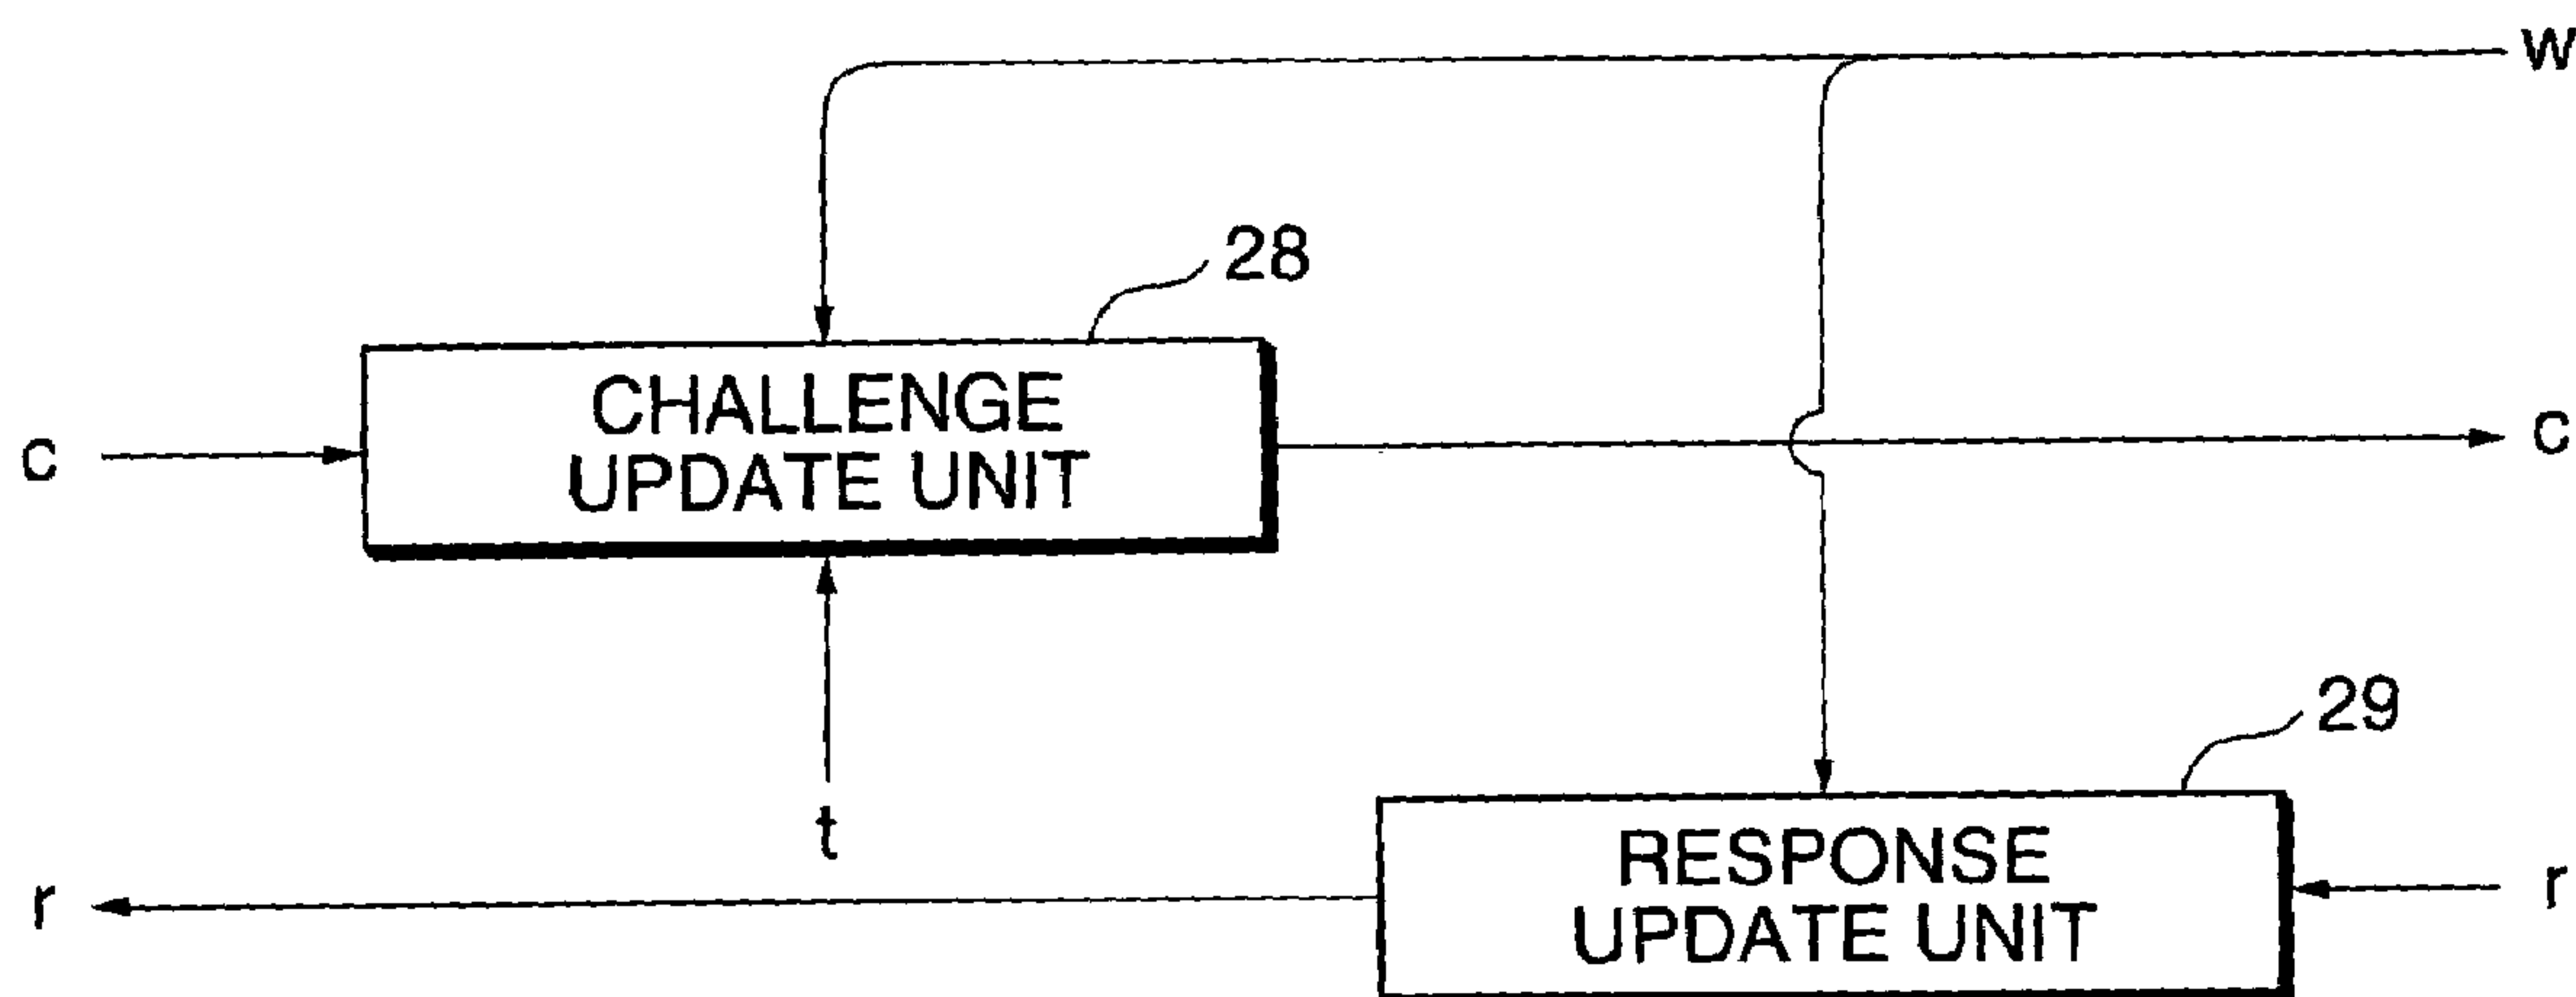 w
28
CHALLENGE
UPDATE UNIT
c
c
t
29
RESPONSE
UPDATE UNIT
r
r